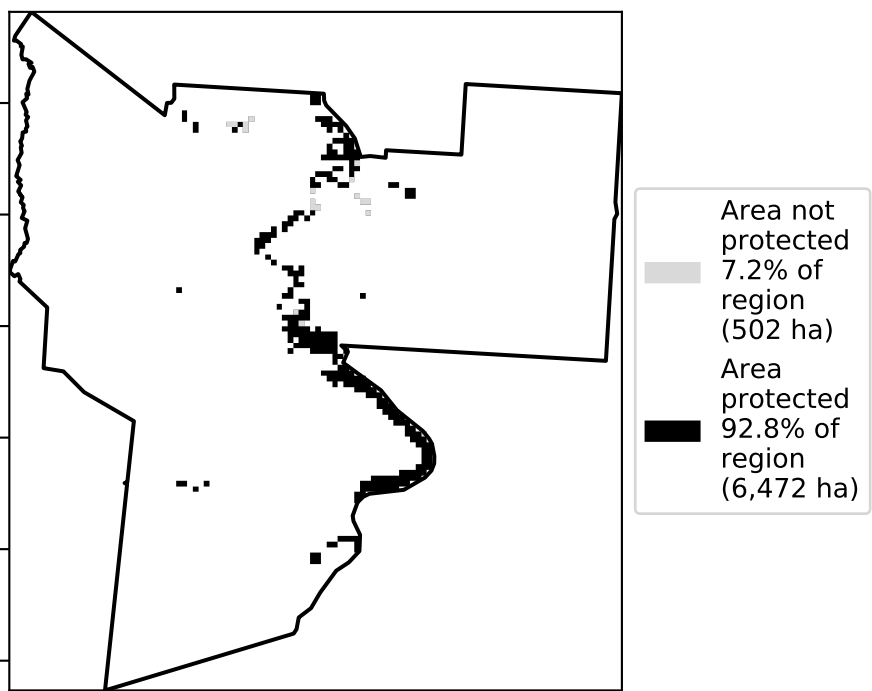 Area not
protected
7.2% of
region
(502 ha)
Area
protected
92.8% of
region
(6,472 ha)